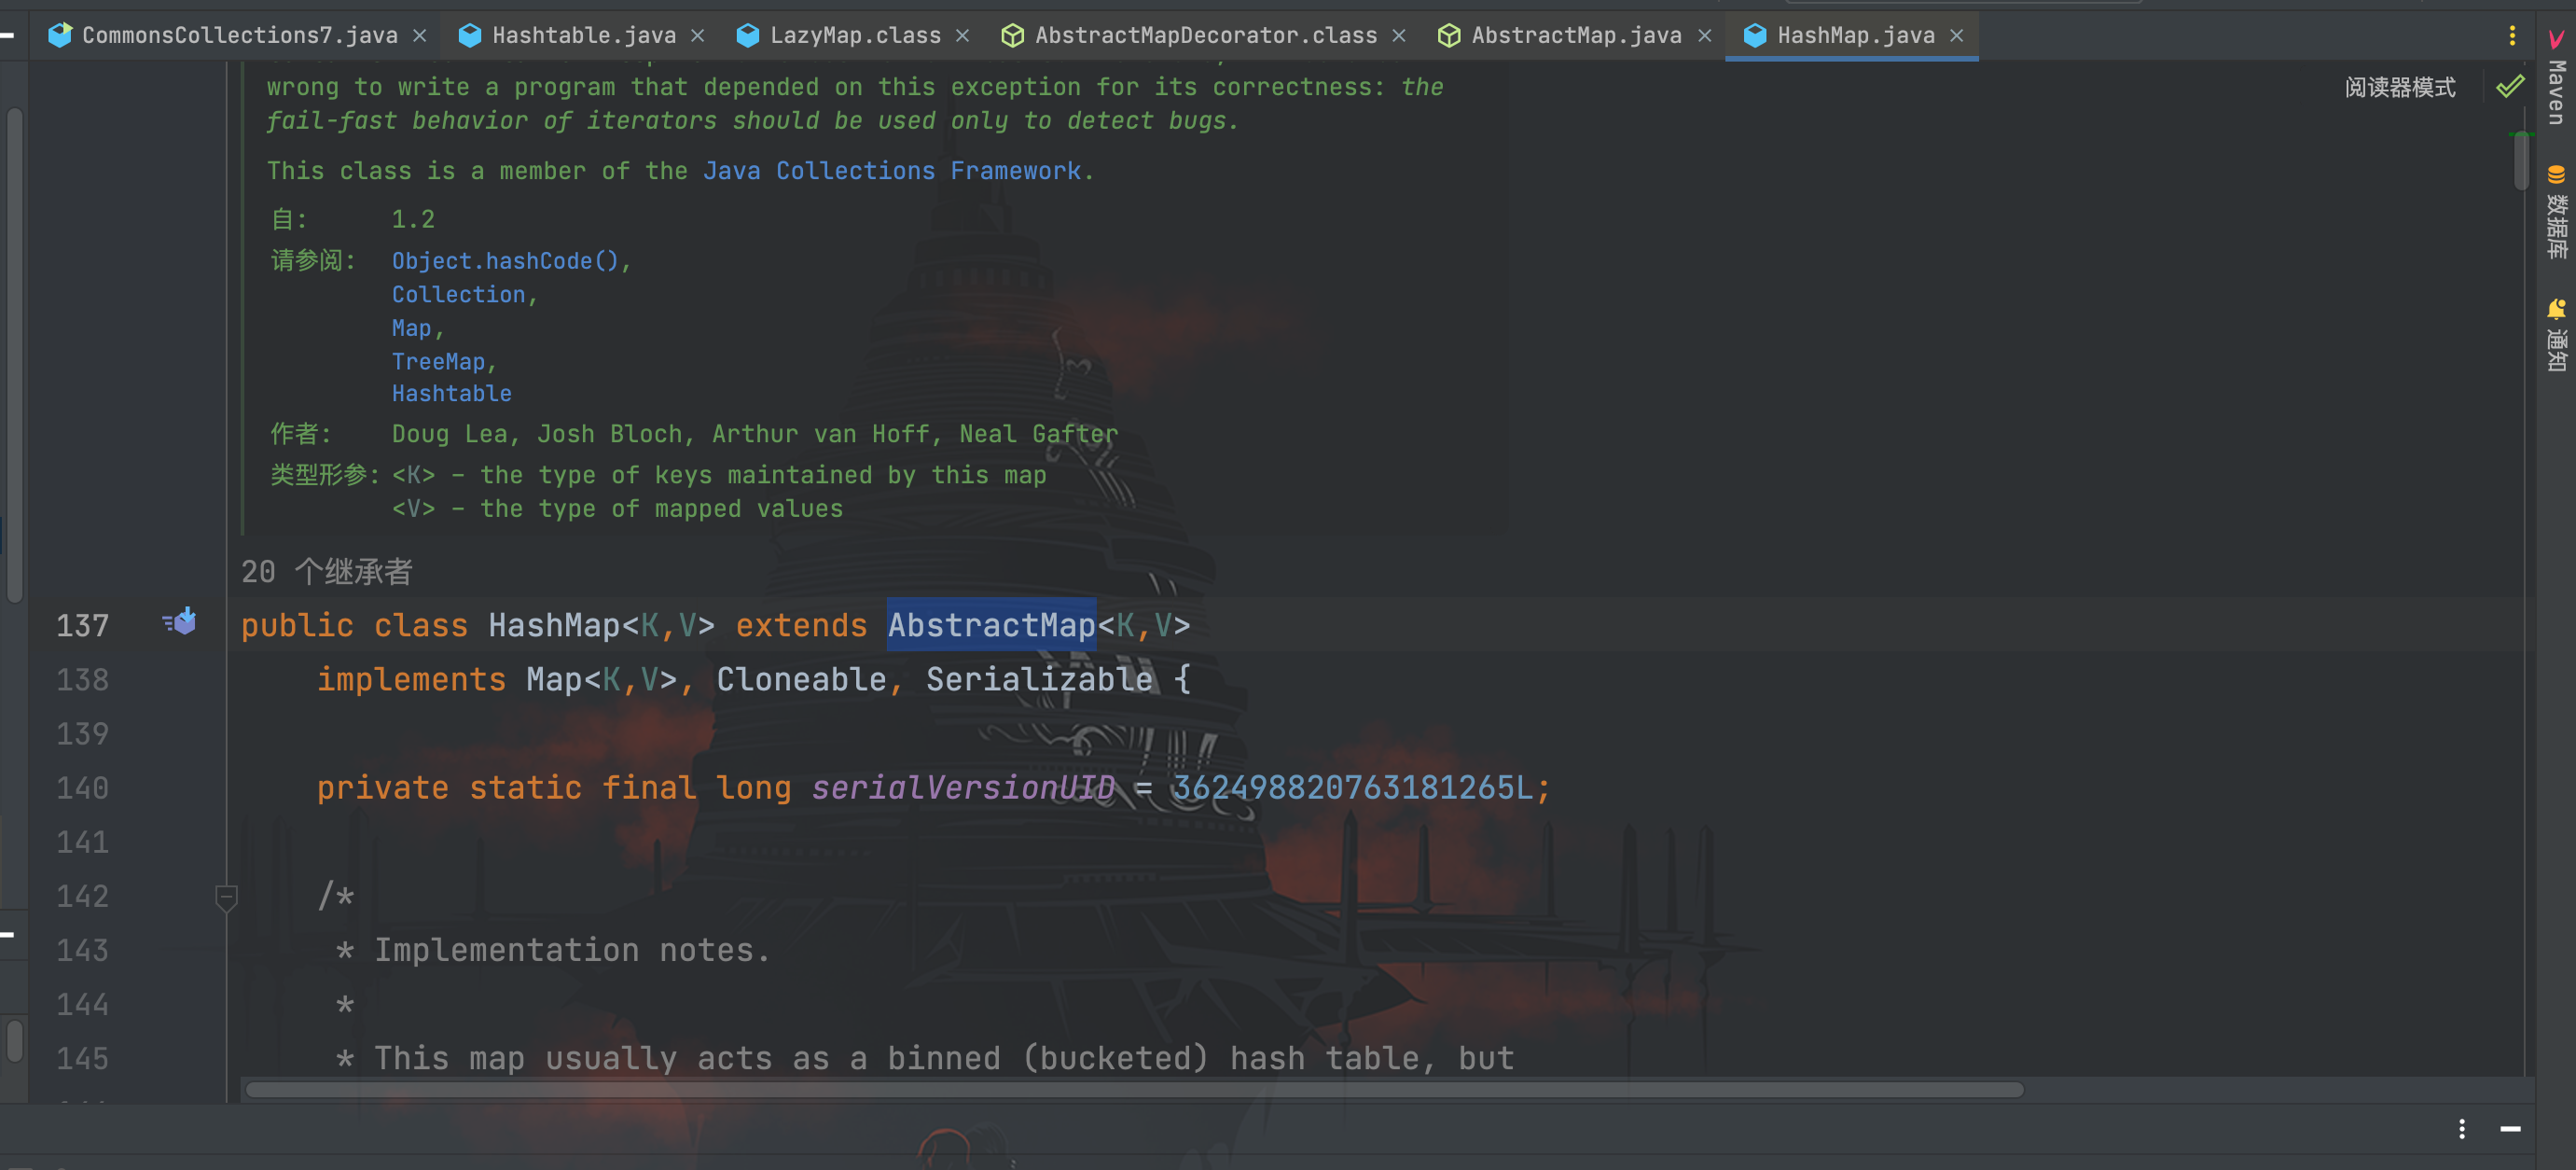 CommonsCollections7.java
Hashtable.java
LazyMap.class
AbstractMapDecorator.class
AbstractMap.java
HashMap.java
wrong to write a program that depended on this exception for its correctness: the
fail-fast behavior of iterators should be used only to detect bugs.
This class is a member of the Java Collections Framework.
自: 1.2
请参阅: Object.hashCode(),
Collection,
Map,
TreeMap,
Hashtable
作者: Doug Lea, Josh Bloch, Arthur van Hoff, Neal Gafter
类型形参: <K> – the type of keys maintained by this map
<V> – the type of mapped values
20 个继承者
137 public class HashMap<K,V> extends AbstractMap<K,V>
138 implements Map<K,V>, Cloneable, Serializable {
139
140 private static final long serialVersionUID = 362498820763181265L;
141
142 /*
143 * Implementation notes.
144 *
145 * This map usually acts as a binned (bucketed) hash table, but
阅读器模式
Maven
数据库
通知